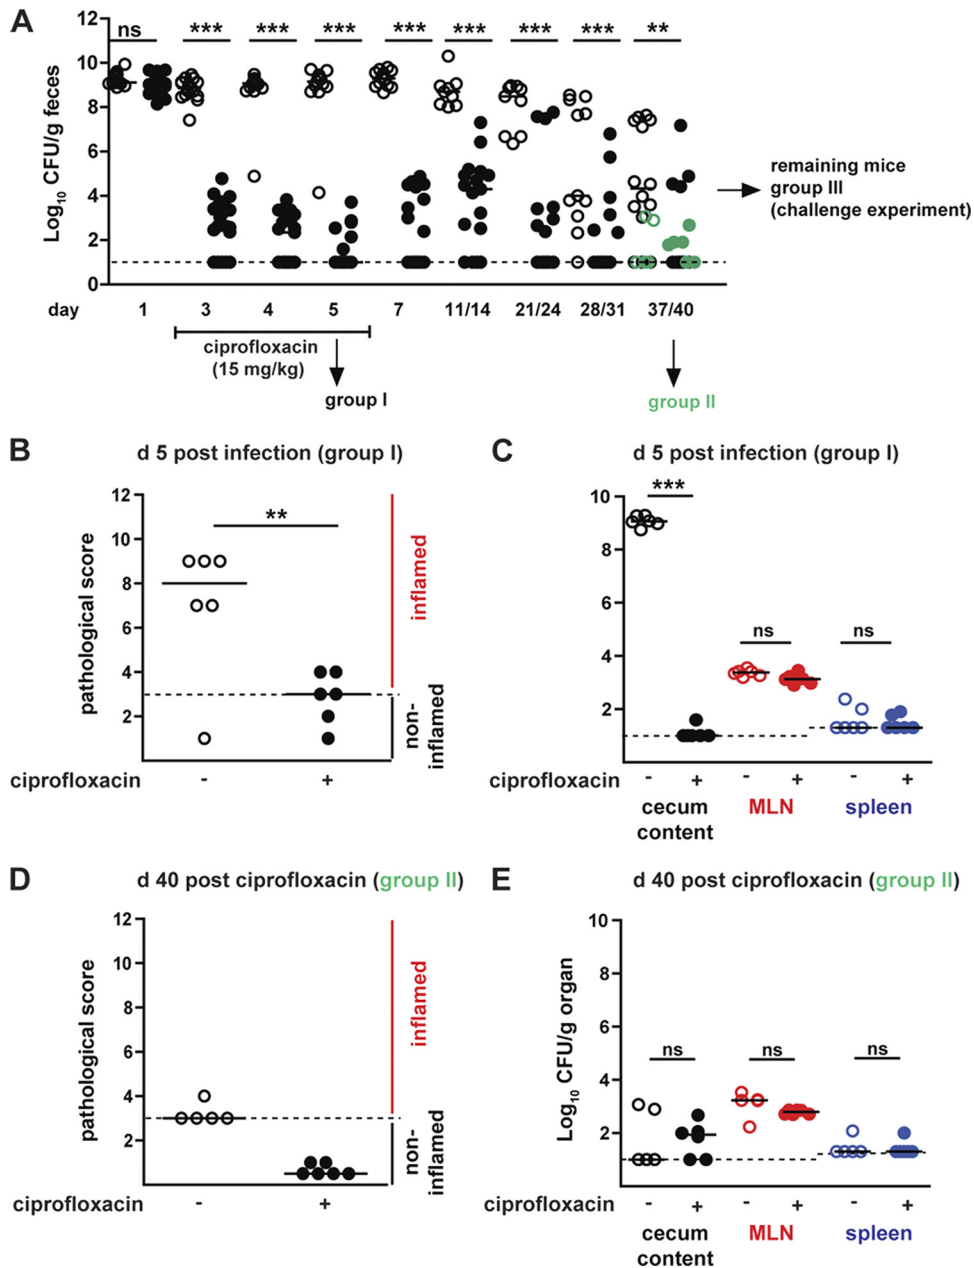 A
ns *** *** *** *** *** *** *** **
Log10 CFU/g feces
12
10
8
6
4
2
0
remaining mice
group III
(challenge experiment)
day 1 3 4 5 7 11/14 21/24 28/31 37/40
ciprofloxacin
(15 mg/kg)
group I
group II
B
d 5 post infection (group I)
pathological score
12
10
8
6
4
2
**
inflamed
non-
inflamed
ciprofloxacin - +
C
d 5 post infection (group I)
10
8
6
4
2
***
ns
ns
- + - + - +
cecum
content
MLN
spleen
D
d 40 post ciprofloxacin (group II)
pathological score
12
10
8
6
4
2
inflamed
non-
inflamed
ciprofloxacin - +
E
d 40 post ciprofloxacin (group II)
Log10 CFU/g organ
10
8
6
4
2
ns
ns
ns
- + - + - +
cecum
content
MLN
spleen